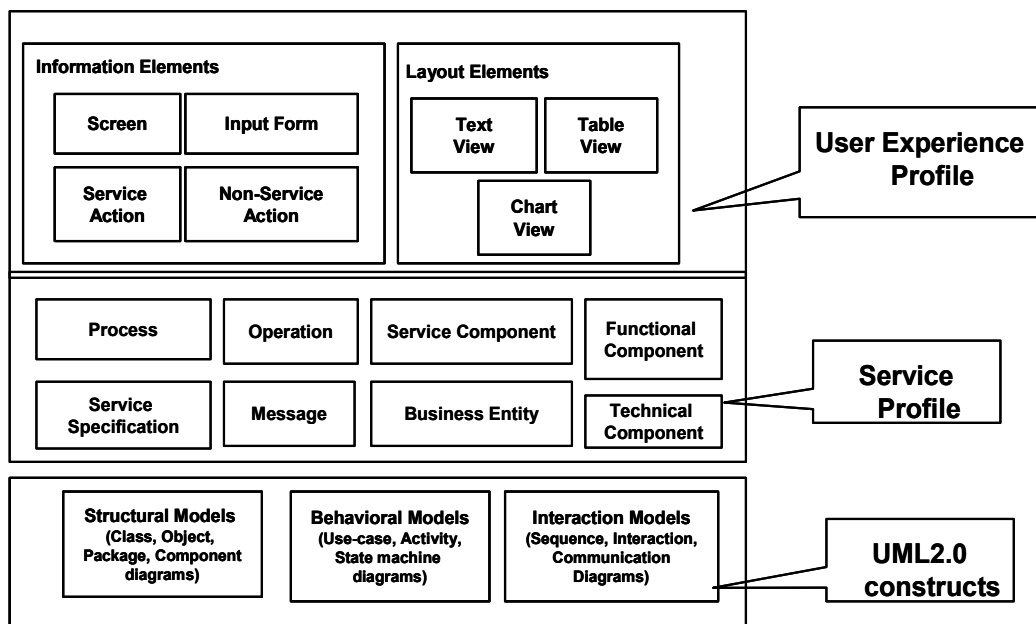 Information Elements
Screen
Input Form
Service
Action
Non-Service
Action
Layout Elements
Text
View
Table
View
Chart
View
User Experience
Profile
Process
Operation
Service Component
Functional
Component
Service
Specification
Message
Business Entity
Technical
Component
Service
Profile
Structural Models
(Class, Object,
Package, Component
diagrams)
Behavioral Models
(Use-case, Activity,
State machine
diagrams)
Interaction Models
(Sequence, Interaction,
Communication
Diagrams)
UML2.0
constructs